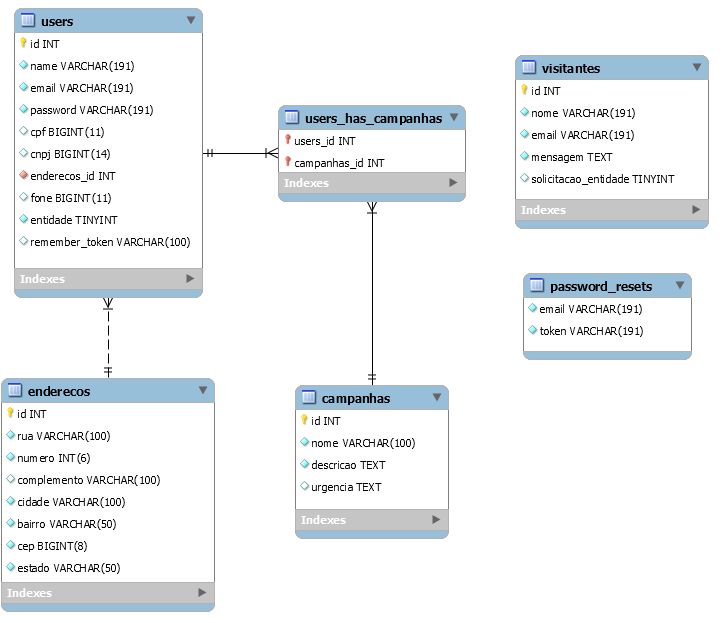 users
id INT
name VARCHAR(191)
email VARCHAR(191)
password VARCHAR(191)
cpf BIGINT(11)
cnpj BIGINT(14)
enderecos_id INT
fone BIGINT(11)
entidade TINYINT
remember_token VARCHAR(100)
Indexes
users_has_campanhas
users_id INT
campanhas_id INT
Indexes
visitantes
id INT
nome VARCHAR(191)
email VARCHAR(191)
mensagem TEXT
solicitacao_entidade TINYINT
Indexes
password_resets
email VARCHAR(191)
token VARCHAR(191)
enderecos
id INT
rua VARCHAR(100)
numero INT(6)
complemento VARCHAR(100)
cidade VARCHAR(100)
bairro VARCHAR(50)
cep BIGINT(8)
estado VARCHAR(50)
Indexes
campanhas
id INT
nome VARCHAR(100)
descricao TEXT
urgencia TEXT
Indexes